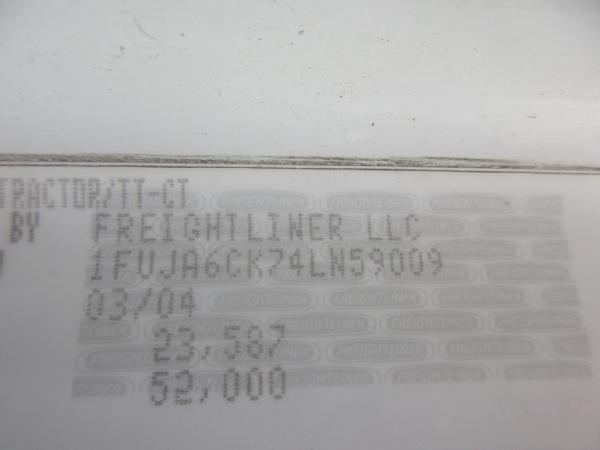 TRACTOR/TT-CT
BY FREIGHTLINER LLC
1FUJA6CK74LN59009
03/04
23,587
52,000